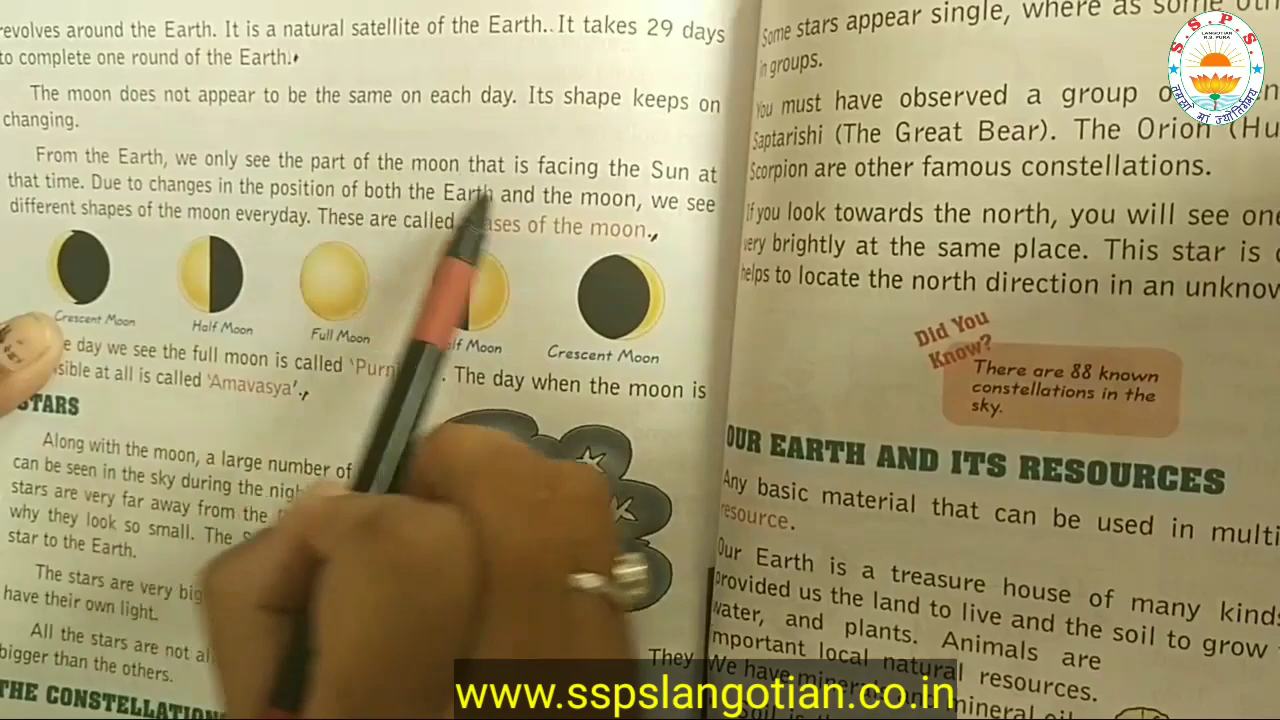 revolves around the Earth. It is a natural satellite of the Earth. It takes 29 days
to complete one round of the Earth.
The moon does not appear to be the same on each day. Its shape keeps on
changing.
From the Earth, we only see the part of the moon that is facing the Sun at
that time. Due to changes in the position of both the Earth and the moon, we see
different shapes of the moon everyday. These are called ases of the moon.
Crescent Moon
Half Moon
Full Moon
alf Moon
Crescent Moon
e day we see the full moon is called 'Purn . The day when the moon is
sible at all is called 'Amavasya'.
STARS
Along with the moon, a large number of
can be seen in the sky during the nigh
stars are very far away from the
why they look so small. The S
star to the Earth.
The stars are very big
have their own light.
All the stars are not al They
bigger than the others.
THE CONSTELLATION
Some stars appear single, where as some oth
in groups.
You must have observed a group o
Saptarishi (The Great Bear). The Orion (Hu
Scorpion are other famous constellations.
If you look towards the north, you will see one
very brightly at the same place. This star is
helps to locate the north direction in an unknow
Did You
Know?
There are 88 known
constellations in the
sky.
OUR EARTH AND ITS RESOURCES
Any basic material that can be used in multi
resource.
Our Earth is a treasure house of many kinds
provided us the land to live and the soil to grow
water, and plants. Animals are
important local natural resources.
We have mineral mineral oil
Soil is
S. S. P. S.
LANGOTIAN
R.S. PURA
तमसो मां ज्योतिर्गमय
www.sspslangotian.co.in